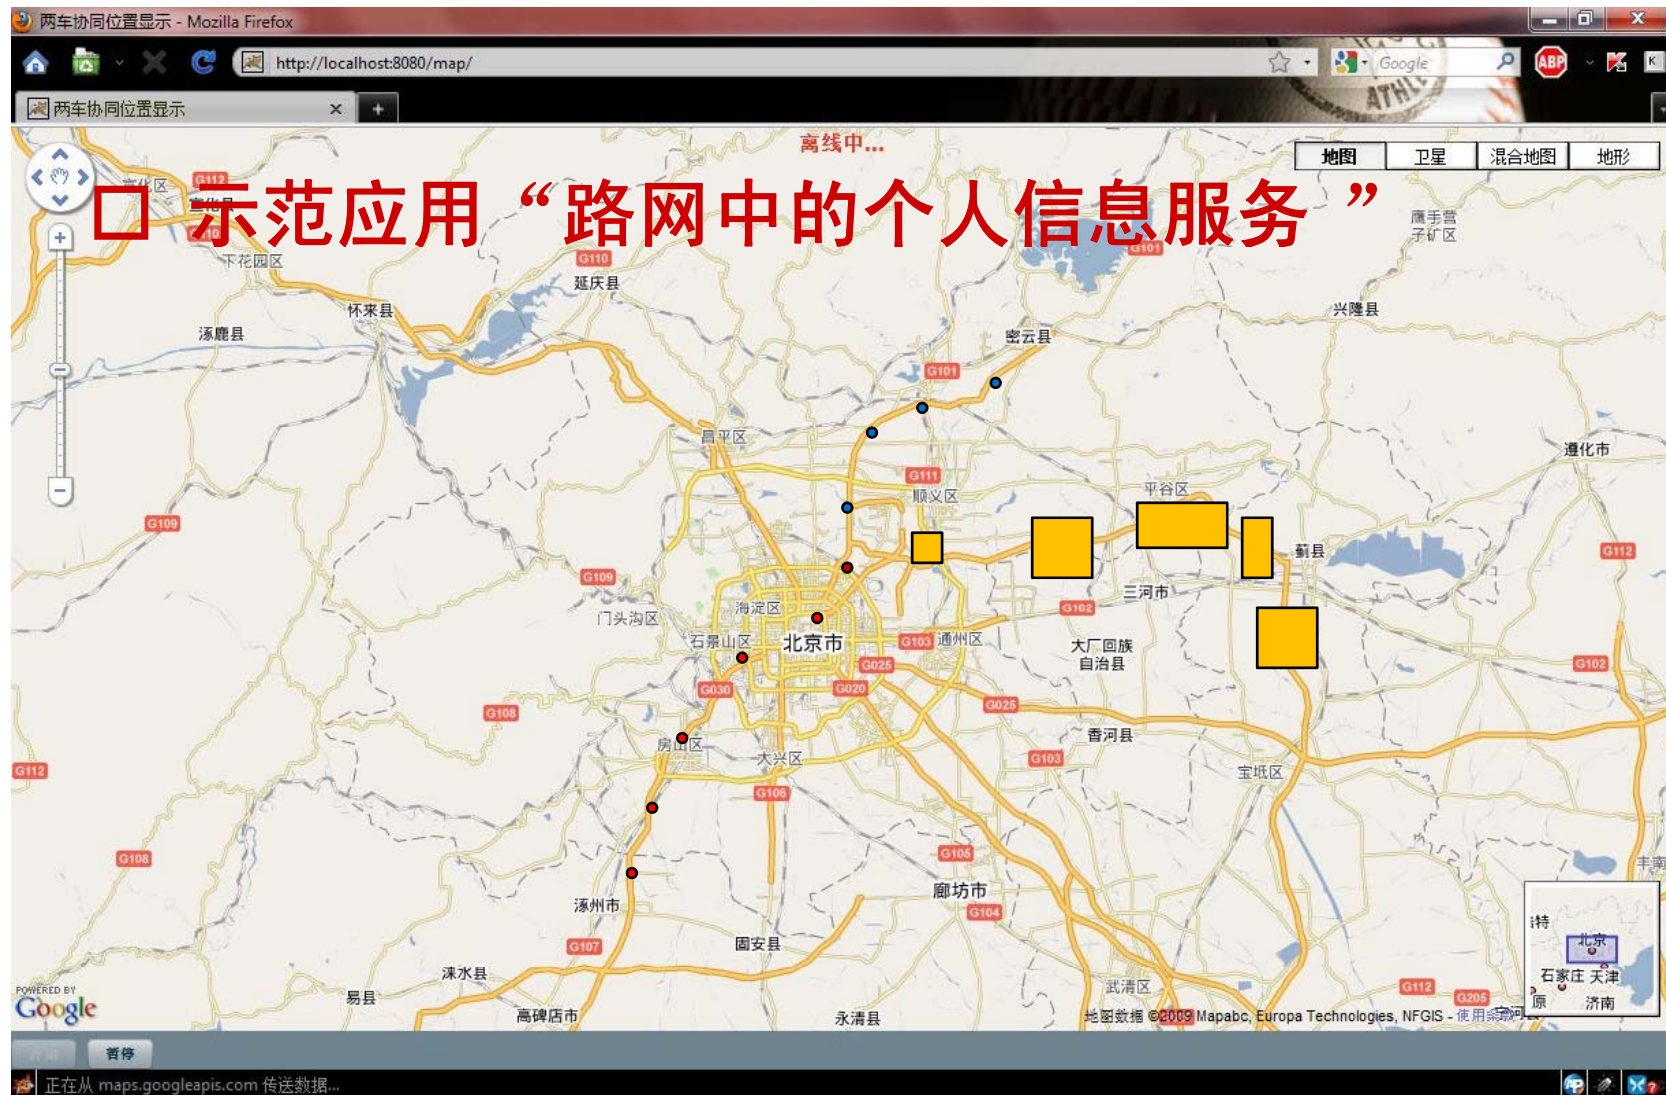 两车协同位置显示 - Mozilla Firefox
http://localhost:8080/map/
Google
ABP
K
两车协同位置显示
离线中...
地图 卫星 混合地图 地形
□ 示范应用“路网中的个人信息服务 ”
G112
下花园区
G110
延庆县
G101
鹰手营
子矿区
怀来县
兴隆县
涿鹿县
密云县
G101
昌平区
遵化市
G111
顺义区
平谷区
G109
蓟县
G112
G109
三河市
门头沟区
海淀区
G102
石景山区
北京市
G103
通州区
大厂回族
自治县
G025
G102
G030
G020
G025
G108
房山区
大兴区
香河县
G103
宝坻区
G112
G106
G108
G105
丰南
廊坊市
涿州市
G104
G107
固安县
北京
石家庄 天津
原
济南
涞水县
武清区
G112
G205
易县
高碑店市
永清县
POWERED BY
Google
地图数据 ©2009 Mapabc, Europa Technologies, NFGIS - 使用条款
暂停
正在从 maps.googleapis.com 传送数据...